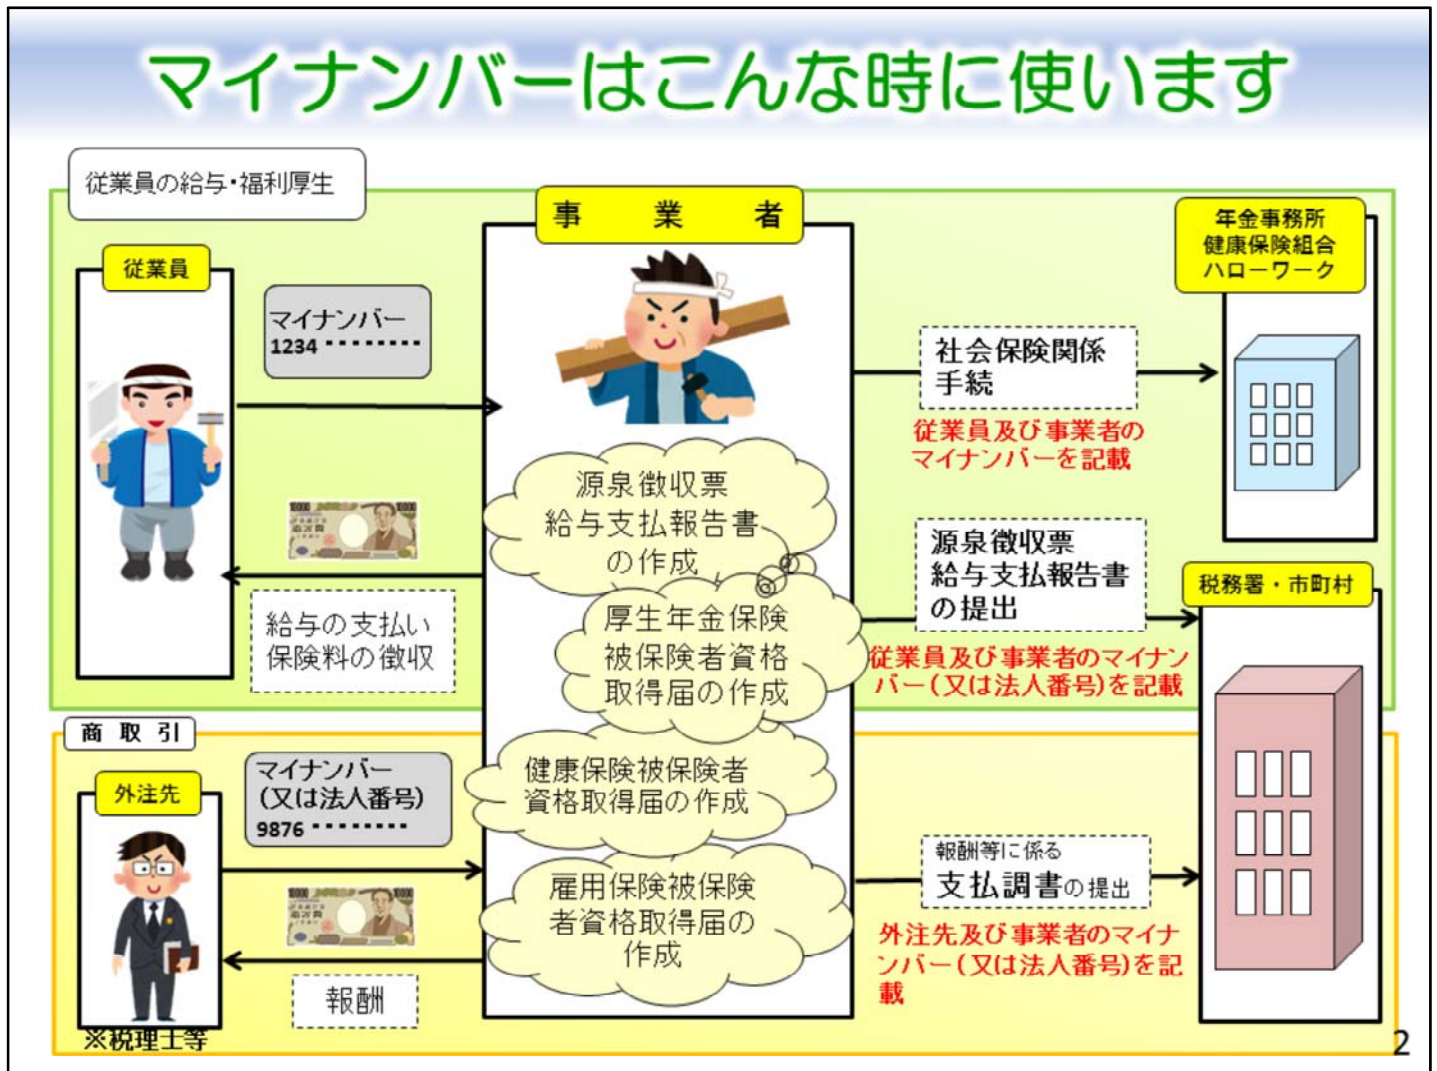 マイナンバーはこんな時に使います
従業員の給与・福利厚生
従業員
マイナンバー
1234 ・・・・・・・・
給与の支払い
保険料の徴収
事 業 者
源泉徴収票
給与支払報告書
の作成
厚生年金保険
被保険者資格
取得届の作成
健康保険被保険者
資格取得届の作成
雇用保険被保険
者資格取得届の
作成
社会保険関係
手続
従業員及び事業者の
マイナンバーを記載
年金事務所
健康保険組合
ハローワーク
源泉徴収票
給与支払報告書
の提出
従業員及び事業者のマイナン
バー(又は法人番号)を記載
税務署・市町村
商 取 引
外注先
マイナンバー
(又は法人番号)
9876 ・・・・・・・・
報酬
※税理士等
報酬等に係る
支払調書の提出
外注先及び事業者のマイナ
ンバー(又は法人番号)を記
載
2